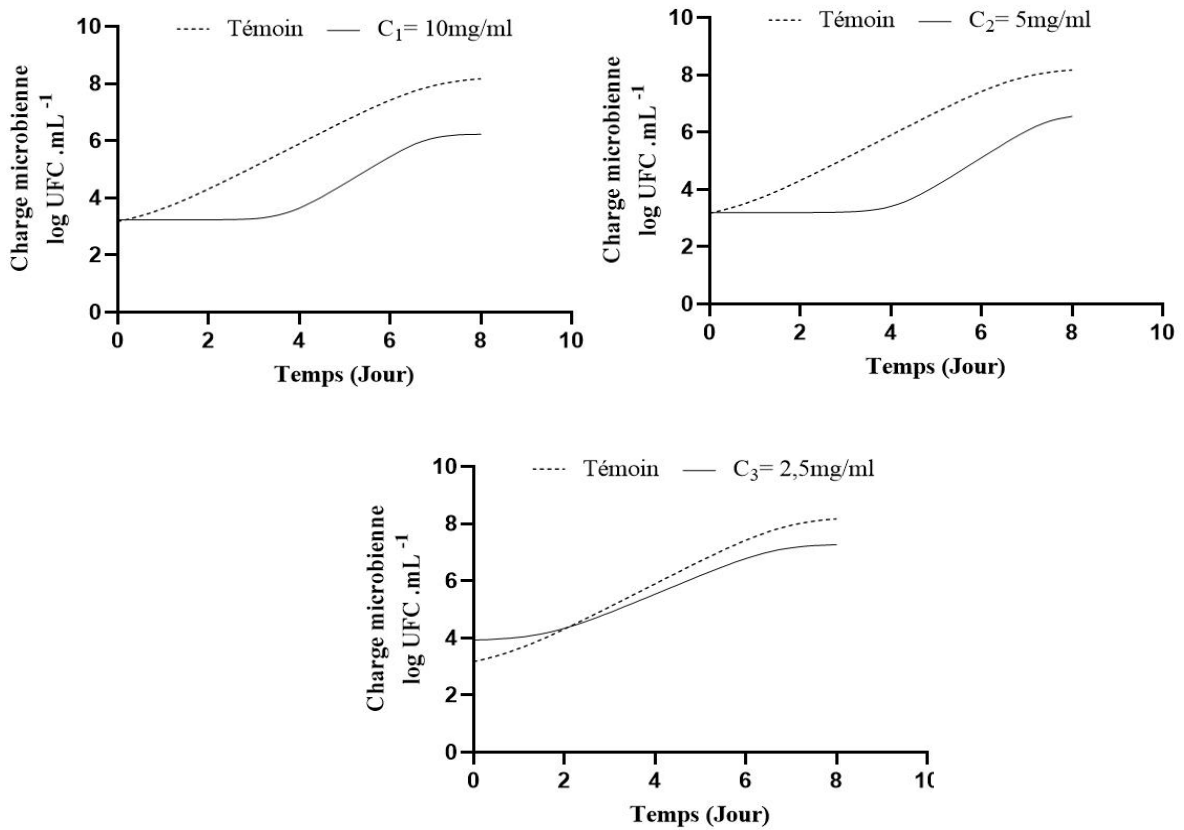 Témoin C₁= 10mg/ml
Charge microbienne
log UFC .mL ⁻¹
10
8
6
4
2
0
0 2 4 6 8 10
Temps (Jour)
Témoin C₂= 5mg/ml
Charge microbienne
log UFC .mL ⁻¹
10
8
6
4
2
0
0 2 4 6 8 10
Temps (Jour)
Témoin C₃= 2,5mg/ml
Charge microbienne
log UFC .mL ⁻¹
10
8
6
4
2
0
0 2 4 6 8 10
Temps (Jour)